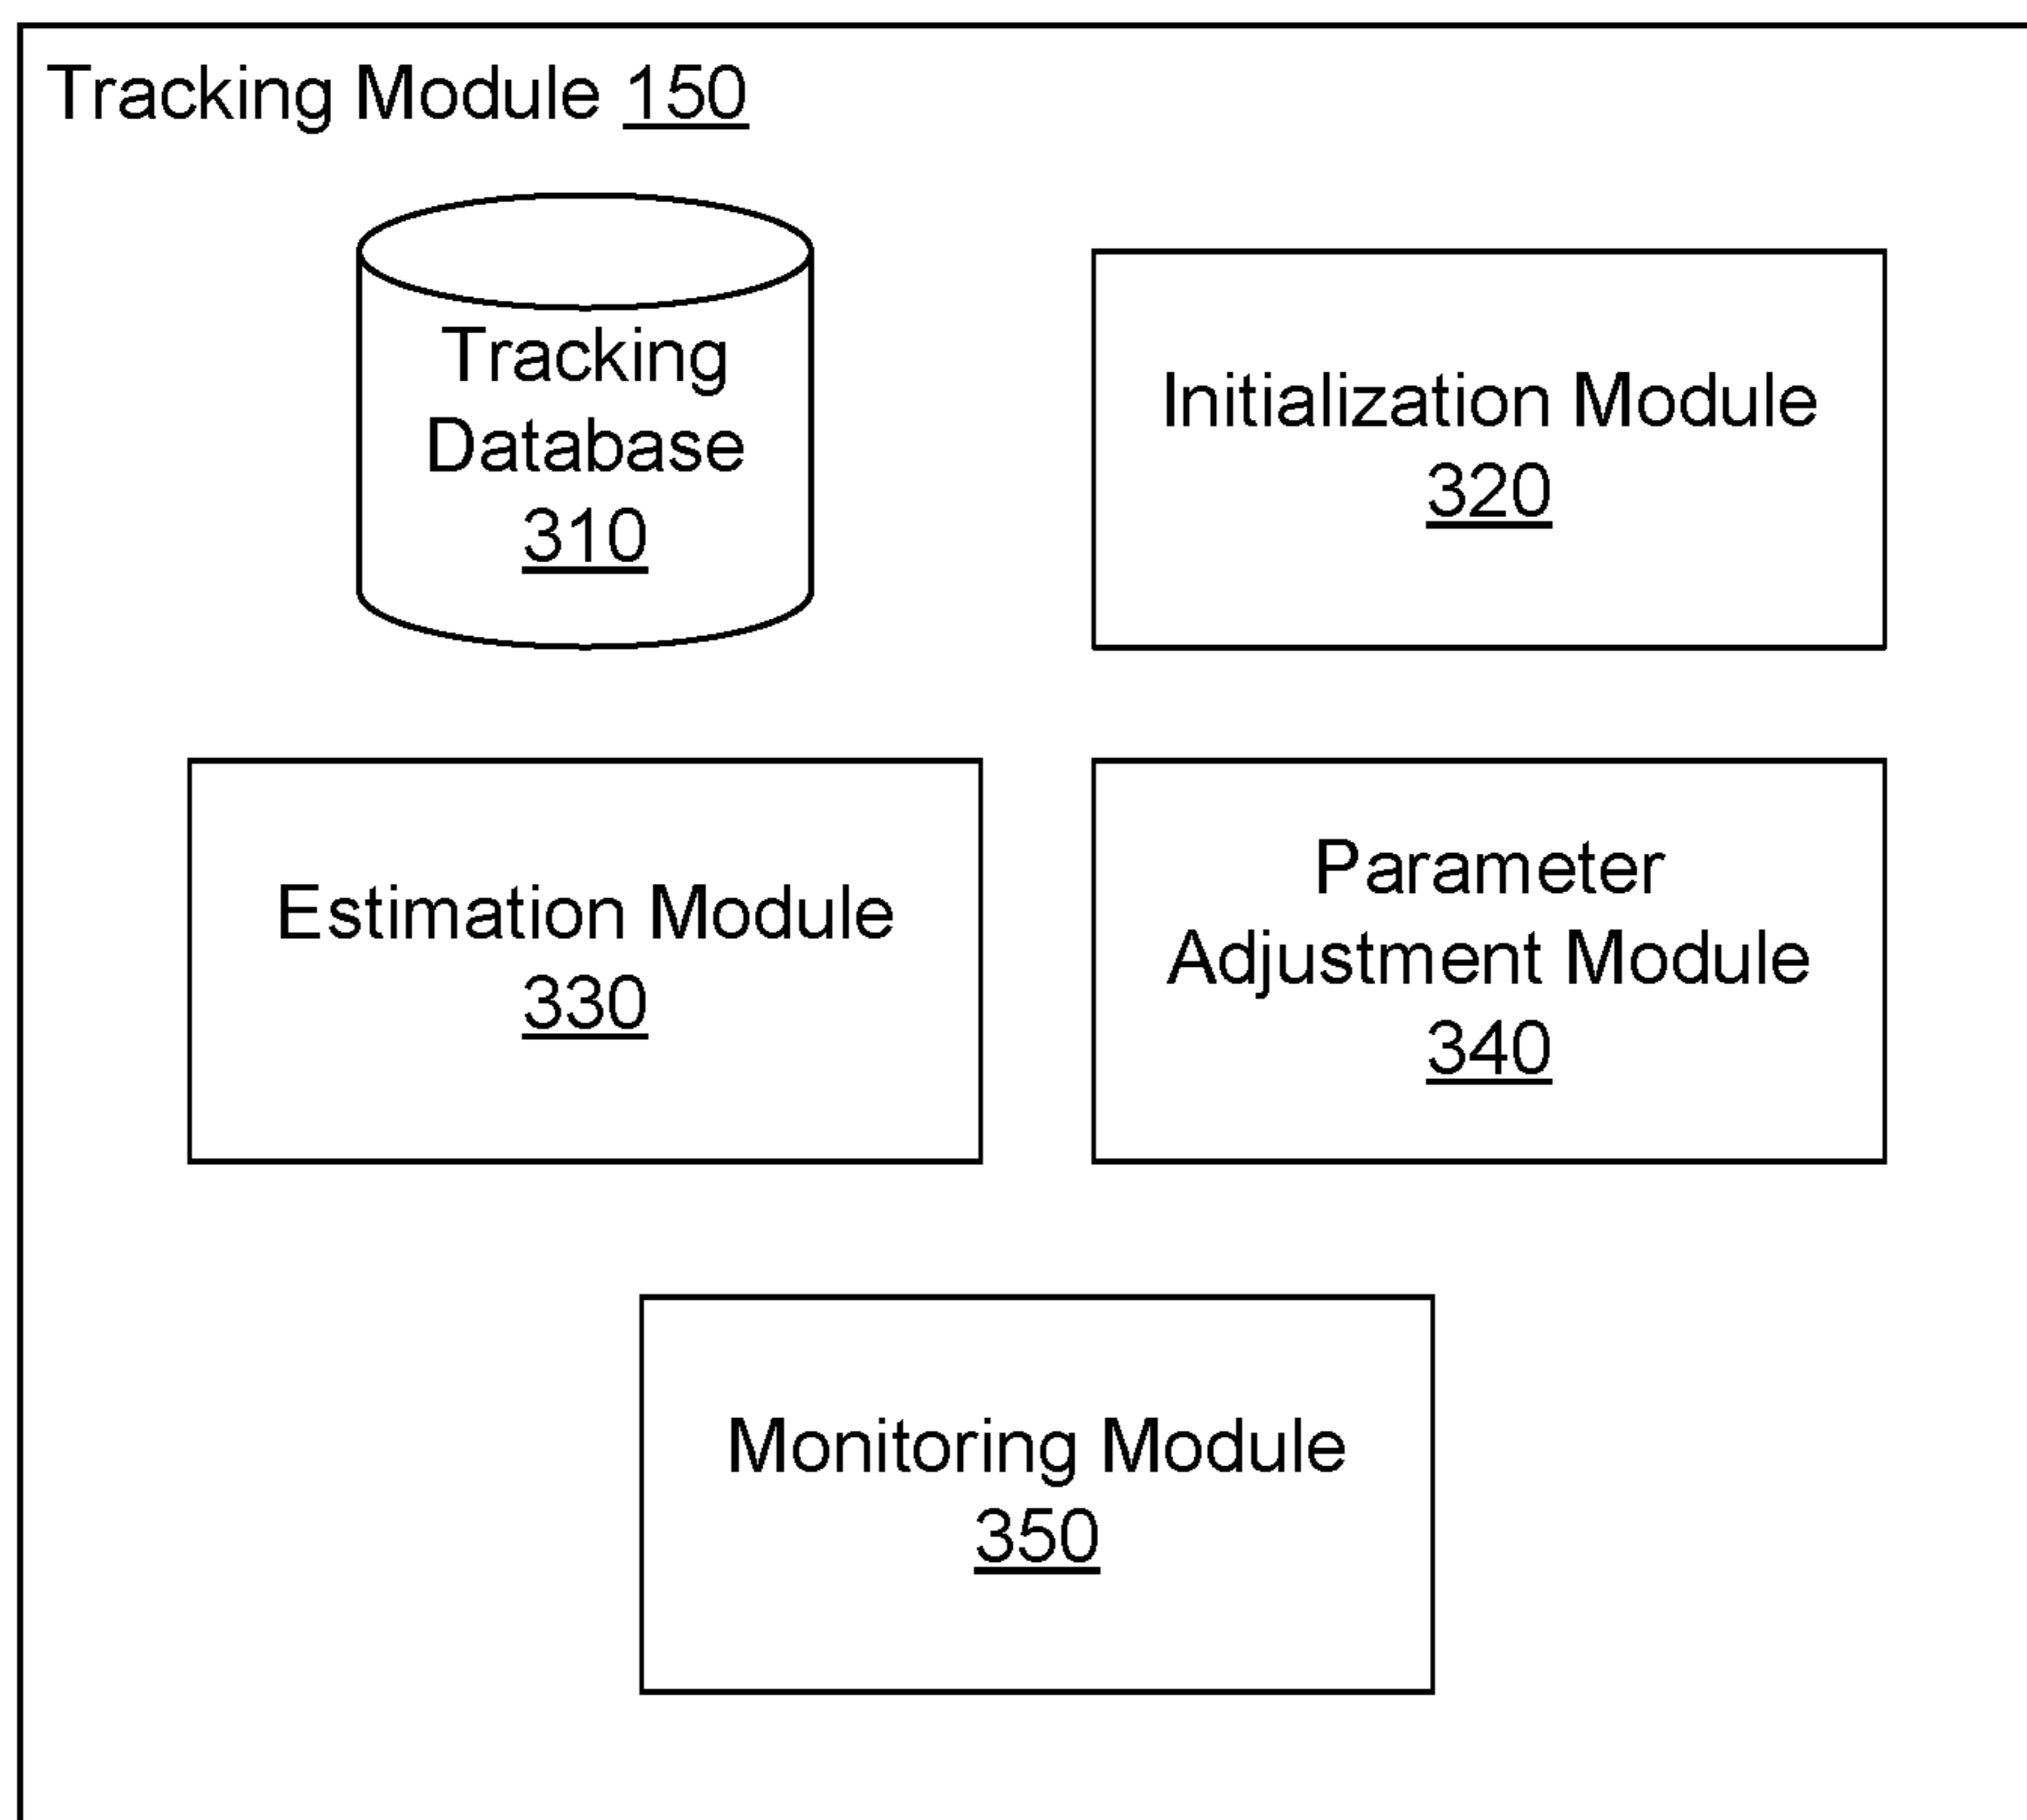 Tracking Module 150
Tracking
Database
310
Initialization Module
320
Estimation Module
330
Parameter
Adjustment Module
340
Monitoring Module
350